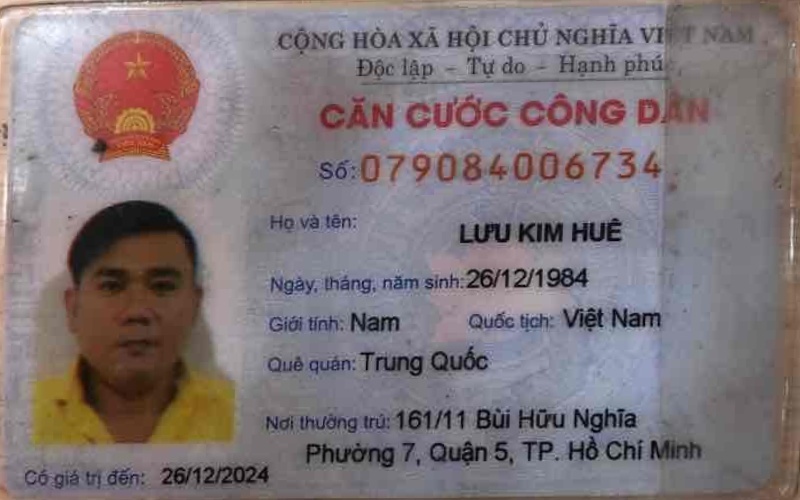 CỘNG HÒA XÃ HỘI CHỦ NGHĨA VIỆT NAM
Độc lập - Tự do - Hạnh phúc
CĂN CƯỚC CÔNG DÂN
Số: 079084006734
Họ và tên: LƯU KIM HUÊ
Ngày, tháng, năm sinh: 26/12/1984
Giới tính: Nam Quốc tịch: Việt Nam
Quê quán: Trung Quốc
Nơi thường trú: 161/11 Bùi Hữu Nghĩa
Phường 7, Quận 5, TP. Hồ Chí Minh
Có giá trị đến: 26/12/2024